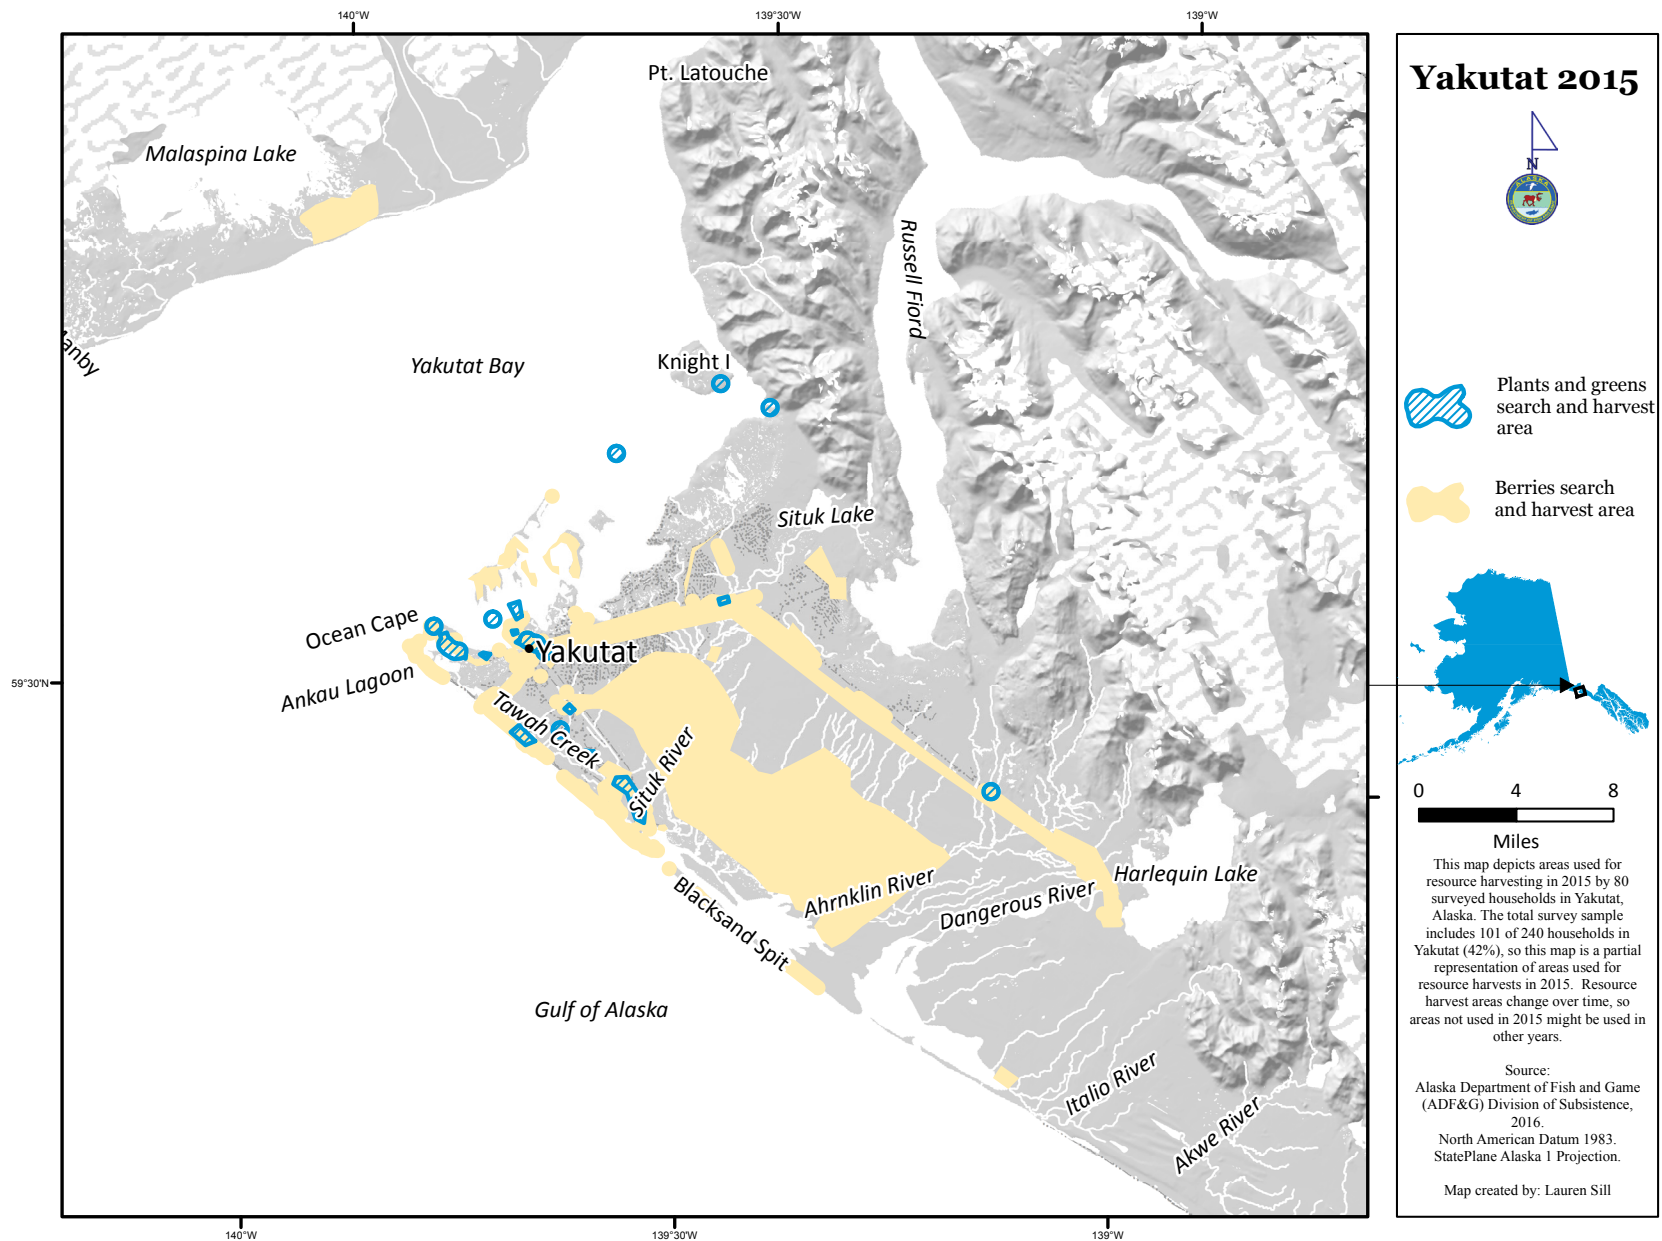 140°W
139°30'W
139°W
Pt. Latouche
Malaspina Lake
Russell Fiord
Knight I
Yakutat Bay
anby
Situk Lake
Ocean Cape
Yakutat
Ankau Lagoon
59°30'N
Tawah Creek
Situk River
Harlequin Lake
Ahrnklin River
Dangerous River
Blacksand Spit
Gulf of Alaska
Italio River
Akwe River
140°W
139°30'W
139°W
Yakutat 2015
N
ALASKA
Plants and greens
search and harvest
area
Berries search
and harvest area
0 4 8
Miles
This map depicts areas used for
resource harvesting in 2015 by 80
surveyed households in Yakutat,
Alaska. The total survey sample
includes 101 of 240 households in
Yakutat (42%), so this map is a partial
representation of areas used for
resource harvests in 2015. Resource
harvest areas change over time, so
areas not used in 2015 might be used in
other years.
Source:
Alaska Department of Fish and Game
(ADF&G) Division of Subsistence,
2016.
North American Datum 1983.
StatePlane Alaska 1 Projection.
Map created by: Lauren Sill